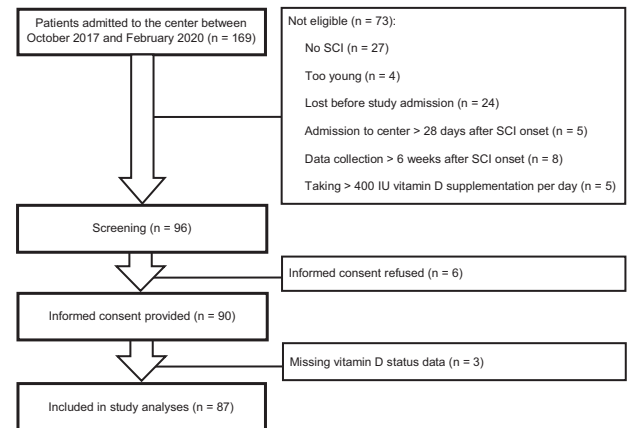 Patients admitted to the center between
October 2017 and February 2020 (n = 169)
Not eligible (n = 73):
No SCI (n = 27)
Too young (n = 4)
Lost before study admission (n = 24)
Admission to center > 28 days after SCI onset (n = 5)
Data collection > 6 weeks after SCI onset (n = 8)
Taking > 400 IU vitamin D supplementation per day (n = 5)
Screening (n = 96)
Informed consent refused (n = 6)
Informed consent provided (n = 90)
Missing vitamin D status data (n = 3)
Included in study analyses (n = 87)